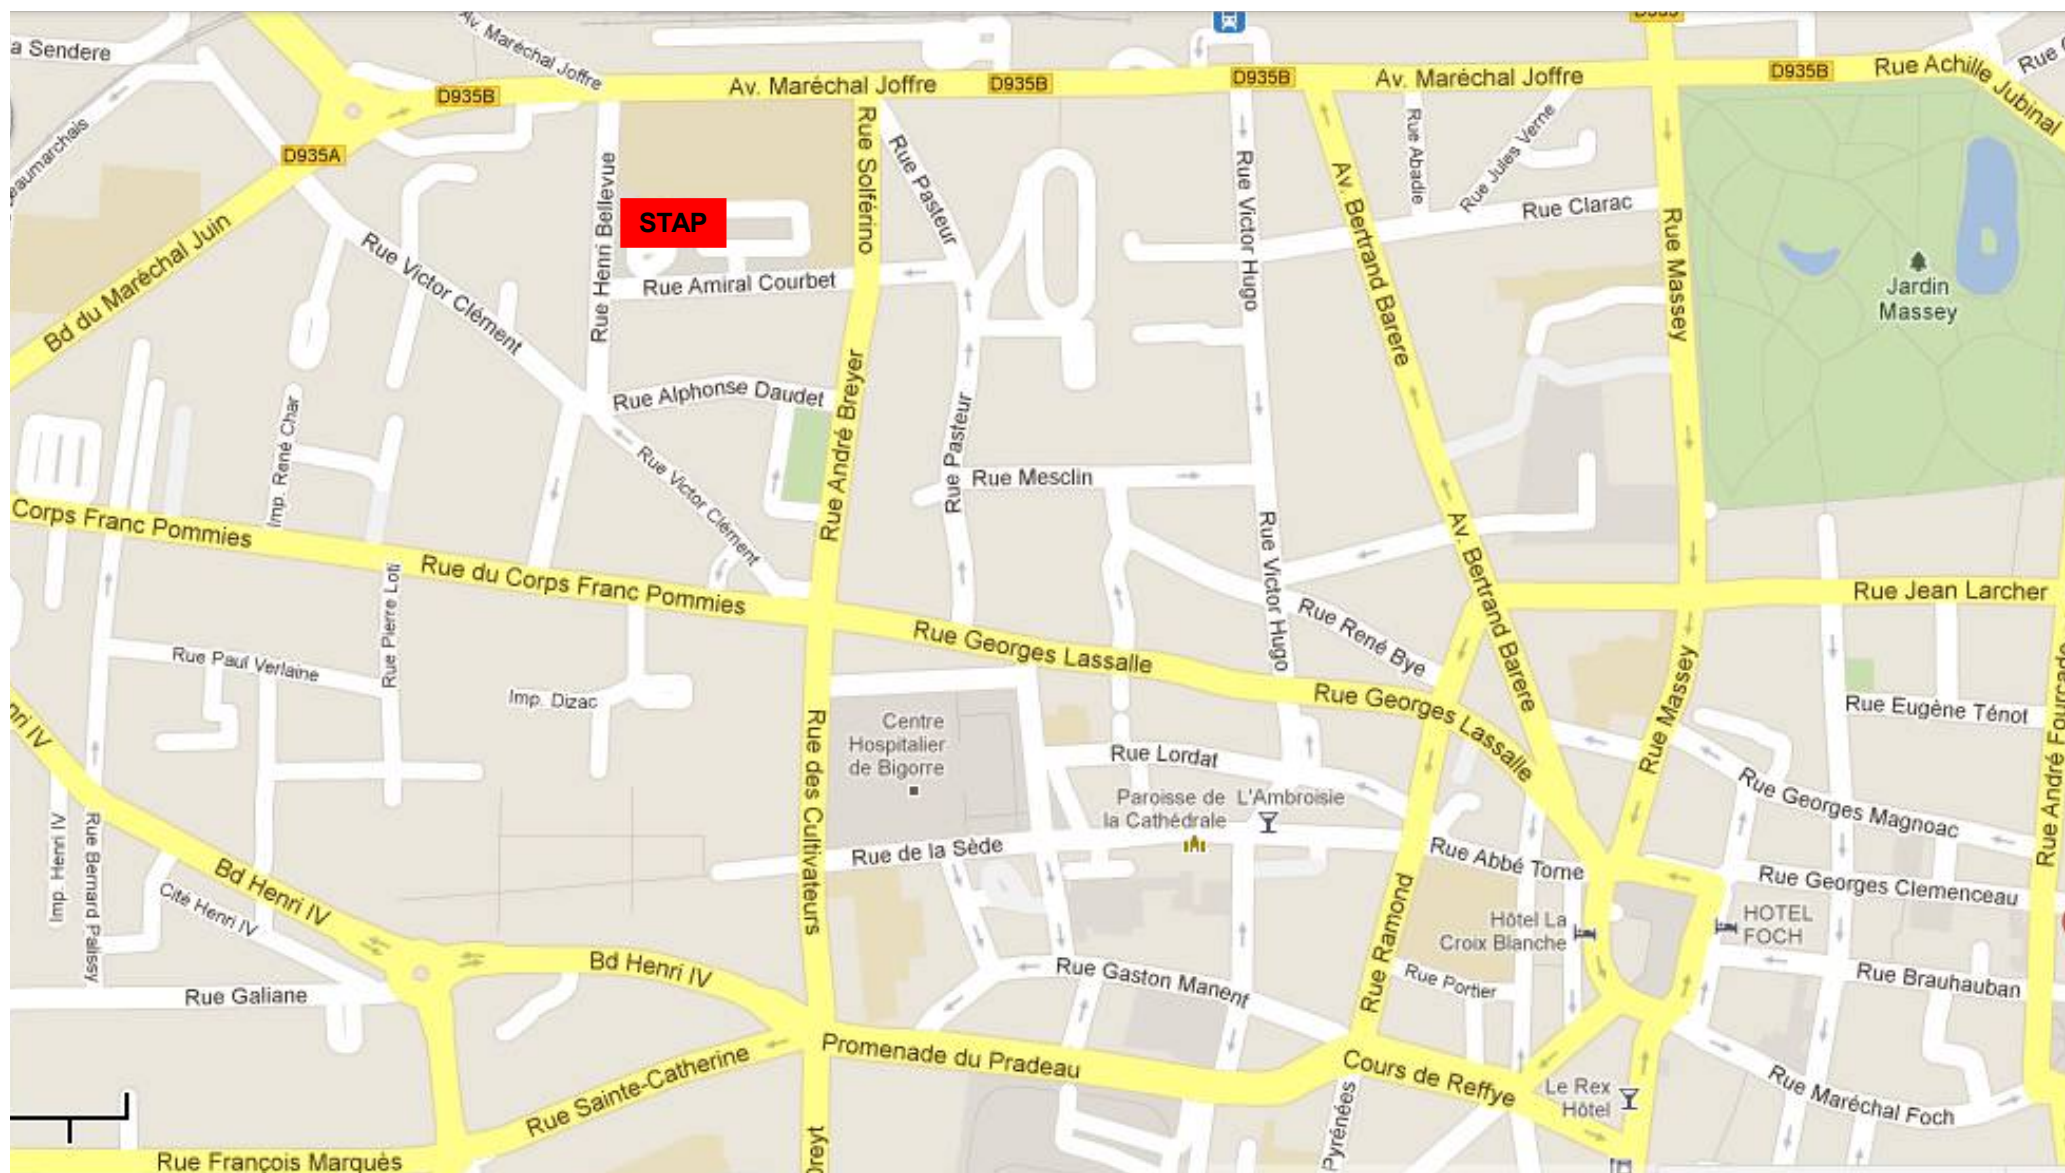 a Sendere
Av. Maréchal Joffre
D935B
Av. Maréchal Joffre
D935B
D935B
Av. Maréchal Joffre
D935B
Rue Achille Jubinal
D935A
Rue Solférino
Rue Pasteur
Rue Abadie
Rue Jules Verne
Rue Henri Bellevue
STAP
Rue Victor Hugo
Rue Clarac
Bd du Maréchal Juin
Rue Victor Clément
Rue Amiral Courbet
Av. Bertrand Barere
Rue Massey
Jardin
Massey
Rue Alphonse Daudet
Imp. René Char
Rue André Breyer
Rue Pasteur
Rue Victor Clément
Rue Mesclin
Corps Franc Pommies
Rue du Corps Franc Pommies
Rue Victor Hugo
Av. Bertrand Barere
Rue Pierre Loti
Rue Jean Larcher
Rue Georges Lassalle
Rue René Bye
Rue Paul Verlaine
Imp. Dizac
Rue Georges Lassalle
Rue Massey
Rue Eugène Ténot
nri IV
Rue des Cultivateurs
Centre
Hospitalier
de Bigorre
Rue Lordat
Rue André Fourcade
Rue Georges Magnoac
Paroisse de
la Cathédrale
L'Ambroisie
Imp. Henri IV
Rue Bernard Palissy
Bd Henri IV
Rue de la Sède
Rue Abbé Torne
Rue Georges Clemenceau
Cité Henri IV
Rue Ramond
Hôtel La
Croix Blanche
HOTEL
FOCH
Bd Henri IV
Rue Gaston Manent
Rue Portier
Rue Brauhauban
Rue Galiane
Promenade du Pradeau
Cours de Reffye
Rue Sainte-Catherine
Le Rex
Hôtel
Rue Maréchal Foch
Pyrénées
Rue François Marquès